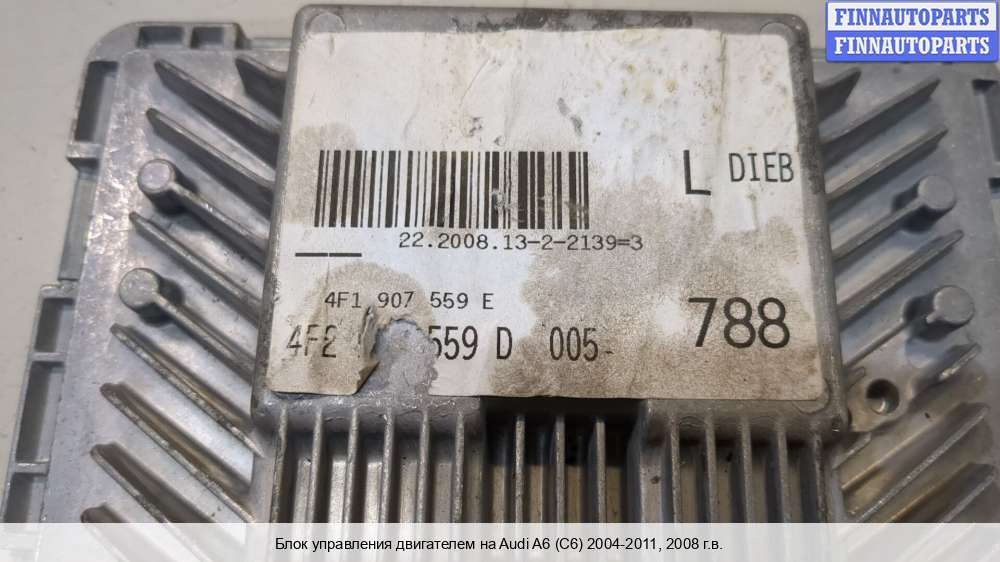 FINNAUTOPARTS
FINNAUTOPARTS
L DIEB
22.2008.13-2-2139=3
4F1 907 559 E
4F2 559 D 005
788
Блок управления двигателем на Audi A6 (C6) 2004-2011, 2008 г.в.